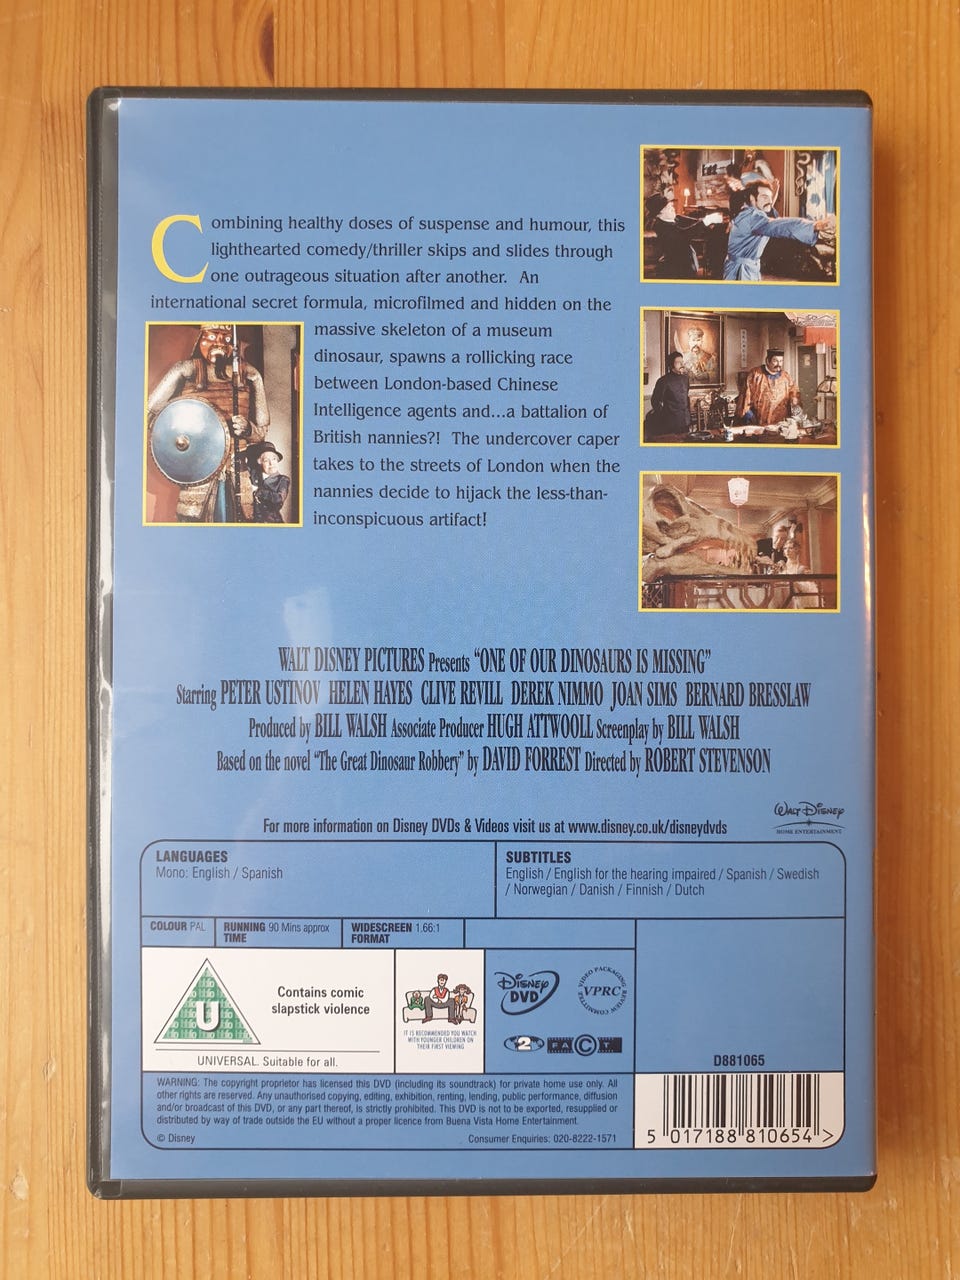 Combining healthy doses of suspense and humour, this
lighthearted comedy/thriller skips and slides through
one outrageous situation after another. An
international secret formula, microfilmed and hidden on the
massive skeleton of a museum
dinosaur, spawns a rollicking race
between London-based Chinese
Intelligence agents and...a battalion of
British nannies?! The undercover caper
takes to the streets of London when the
nannies decide to hijack the less-than-
inconspicuous artifact!
WALT DISNEY PICTURES Presents “ONE OF OUR DINOSAURS IS MISSING”
Starring PETER USTINOV HELEN HAYES CLIVE REVILL DEREK NIMMO JOAN SIMS BERNARD BRESSLAW
Produced by BILL WALSH Associate Producer HUGH ATTWOOLL Screenplay by BILL WALSH
Based on the novel “The Great Dinosaur Robbery” by DAVID FORREST Directed by ROBERT STEVENSON
WALT DISNEY
HOME ENTERTAINMENT
For more information on Disney DVDs & Videos visit us at www.disney.co.uk/disneydvds
LANGUAGES
Mono: English / Spanish
SUBTITLES
English / English for the hearing impaired / Spanish / Swedish
/ Norwegian / Danish / Finnish / Dutch
COLOUR PAL
RUNNING 90 Mins approx
TIME
WIDESCREEN 1.66:1
FORMAT
U
Contains comic
slapstick violence
UNIVERSAL. Suitable for all.
IT IS RECOMMENDED YOU WATCH
WITH YOUNGER CHILDREN ON
THEIR FIRST VIEWING
DISNEY
DVD
VIDEO PACKAGING
VPRC
REVIEW COMMITTEE
2
FACT
D881065
WARNING: The copyright proprietor has licensed this DVD (including its soundtrack) for private home use only. All
other rights are reserved. Any unauthorised copying, editing, exhibition, renting, lending, public performance, diffusion
and/or broadcast of this DVD, or any part thereof, is strictly prohibited. This DVD is not to be exported, resupplied or
distributed by way of trade outside the EU without a proper licence from Buena Vista Home Entertainment.
© Disney
Consumer Enquiries: 020-8222-1571
5 017188 810654 >